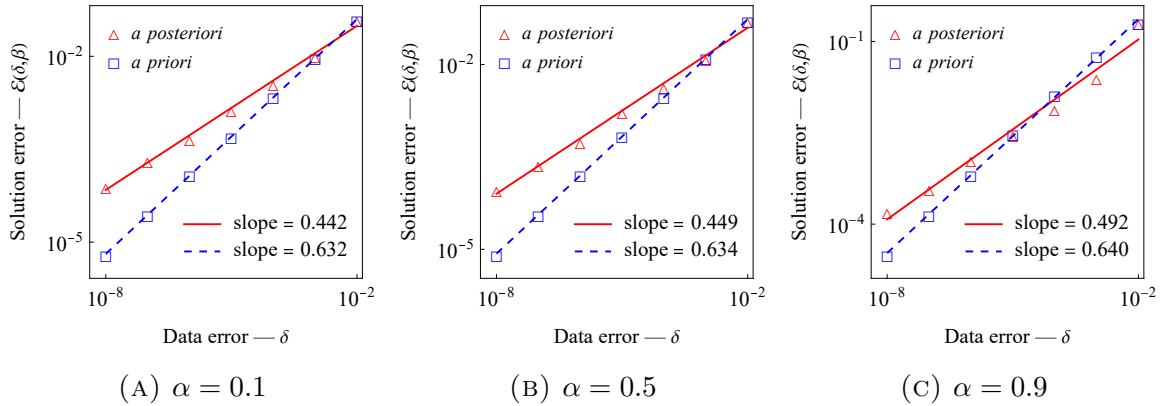 Solution error — ℰ(δ,β)
10⁻²
10⁻⁵
△ a posteriori
□ a priori
slope = 0.442
slope = 0.632
10⁻⁸
10⁻²
Data error — δ
(A) α = 0.1
Solution error — ℰ(δ,β)
10⁻²
10⁻⁵
△ a posteriori
□ a priori
slope = 0.449
slope = 0.634
10⁻⁸
10⁻²
Data error — δ
(B) α = 0.5
Solution error — ℰ(δ,β)
10⁻¹
10⁻⁴
△ a posteriori
□ a priori
slope = 0.492
slope = 0.640
10⁻⁸
10⁻²
Data error — δ
(C) α = 0.9